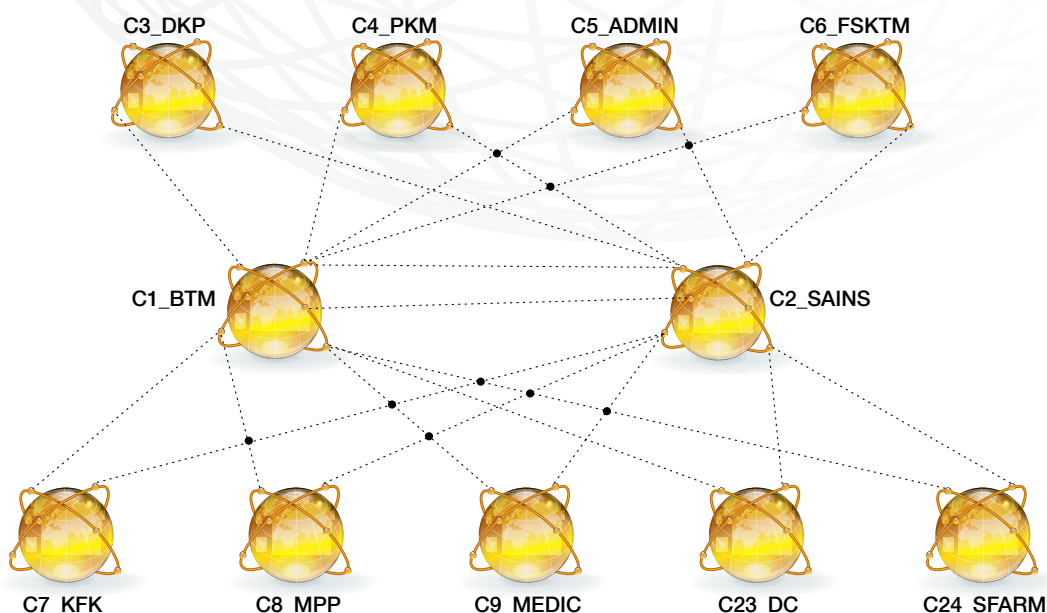 C3_DKP C4_PKM C5_ADMIN C6_FSKTM
C1_BTM C2_SAINS
C7_KFK C8_MPP C9_MEDIC C23_DC C24_SFARM